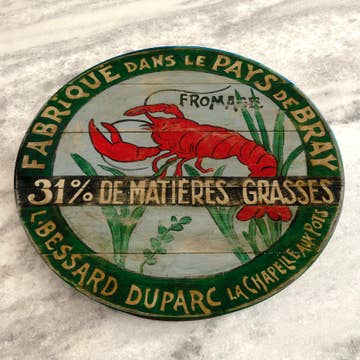 FABRIQUÉ DANS LE PAYS DE BRAY
FROMAGE
31% DE MATIÈRES GRASSES
L. BESSARD DUPARC LA CHAPELLE AUX POTS